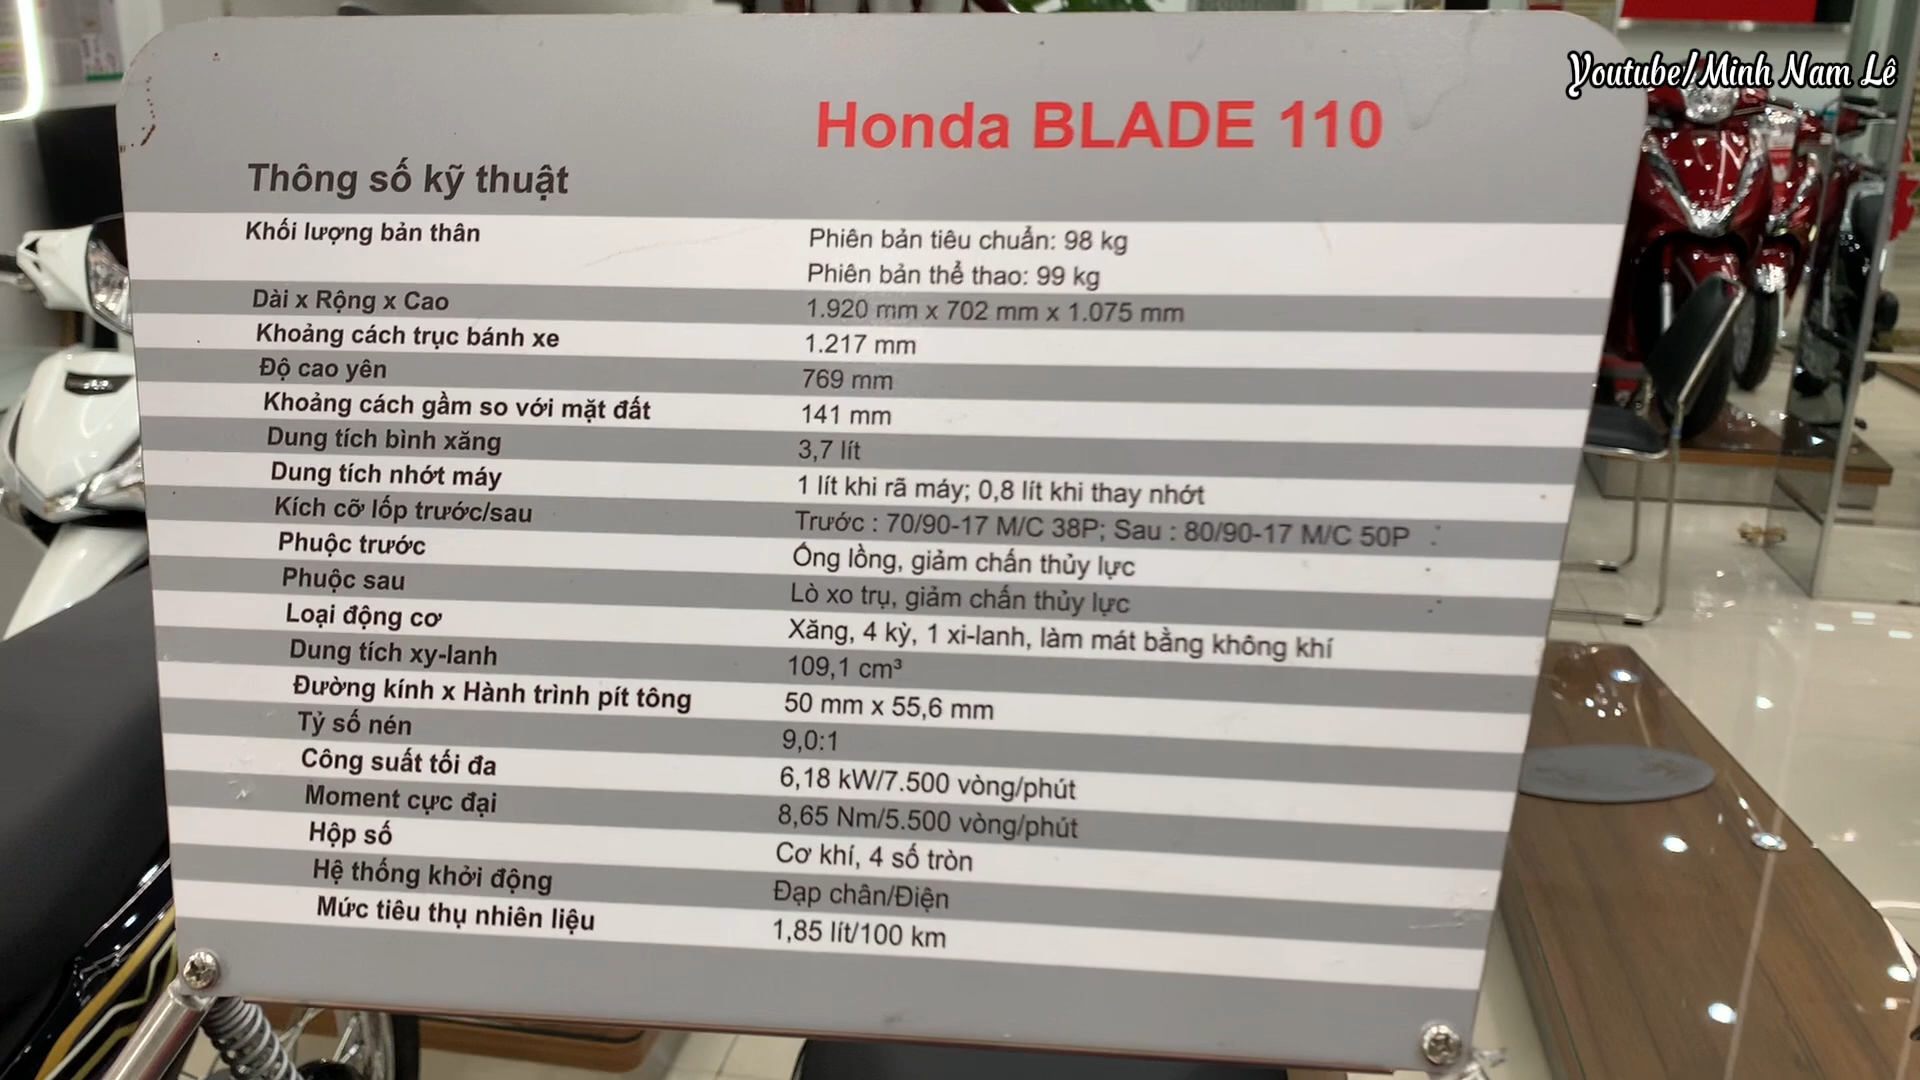 Youtube/Minh Nam Lê
Honda BLADE 110
Thông số kỹ thuật
Khối lượng bản thân Phiên bản tiêu chuẩn: 98 kg
Phiên bản thể thao: 99 kg
Dài x Rộng x Cao 1.920 mm x 702 mm x 1.075 mm
Khoảng cách trục bánh xe 1.217 mm
Độ cao yên 769 mm
Khoảng cách gầm so với mặt đất 141 mm
Dung tích bình xăng 3,7 lít
Dung tích nhớt máy 1 lít khi rã máy; 0,8 lít khi thay nhớt
Kích cỡ lốp trước/sau Trước : 70/90-17 M/C 38P; Sau : 80/90-17 M/C 50P
Phuộc trước Ống lồng, giảm chấn thủy lực
Phuộc sau Lò xo trụ, giảm chấn thủy lực
Loại động cơ Xăng, 4 kỳ, 1 xi-lanh, làm mát bằng không khí
Dung tích xy-lanh 109,1 cm³
Đường kính x Hành trình pít tông 50 mm x 55,6 mm
Tỷ số nén 9,0:1
Công suất tối đa 6,18 kW/7.500 vòng/phút
Moment cực đại 8,65 Nm/5.500 vòng/phút
Hộp số Cơ khí, 4 số tròn
Hệ thống khởi động Đạp chân/Điện
Mức tiêu thụ nhiên liệu 1,85 lít/100 km